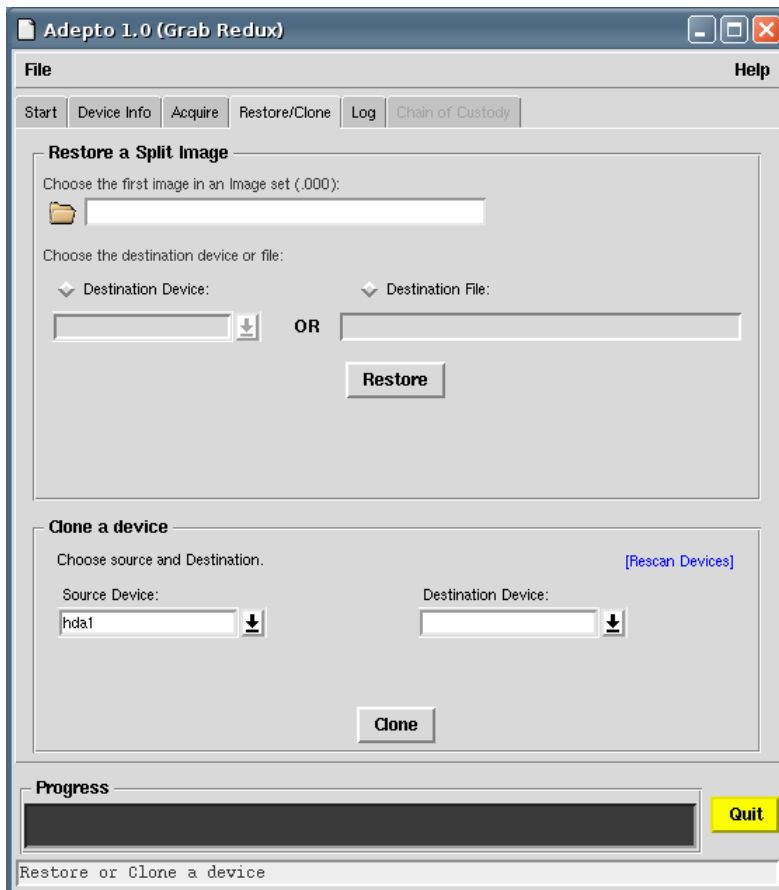 Adepto 1.0 (Grab Redux)
File Help
Start Device Info Acquire Restore/Clone Log Chain of Custody
Restore a Split Image
Choose the first image in an Image set (.000):
Choose the destination device or file:
Destination Device: Destination File:
OR
Restore
Clone a device
Choose source and Destination. [Rescan Devices]
Source Device: Destination Device:
hda1
Clone
Progress
Quit
Restore or Clone a device